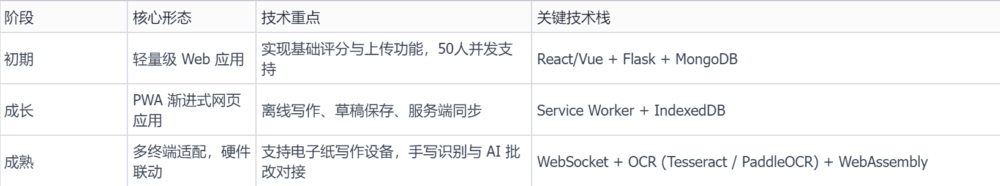 阶段
核心形态
技术重点
关键技术栈
初期
轻量级 Web 应用
实现基础评分与上传功能，50人并发支
持
React/Vue + Flask + MongoDB
成长
PWA 渐进式网页
应用
离线写作、草稿保存、服务端同步
Service Worker + IndexedDB
成熟
多终端适配，硬件
联动
支持电子纸写作设备，手写识别与 AI 批
改对接
WebSocket + OCR (Tesseract / PaddleOCR) + WebAssembly